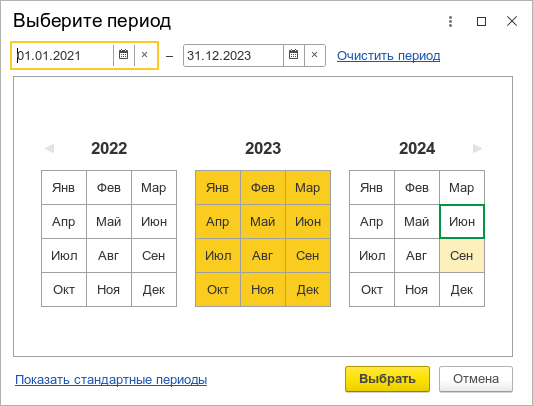 Выберите период
01.01.2021 × – 31.12.2023 × Очистить период
2022 2023 2024
Янв Фев Мар Янв Фев Мар Янв Фев Мар
Апр Май Июн Апр Май Июн Апр Май Июн
Июл Авг Сен Июл Авг Сен Июл Авг Сен
Окт Ноя Дек Окт Ноя Дек Окт Ноя Дек
Показать стандартные периоды Выбрать Отмена